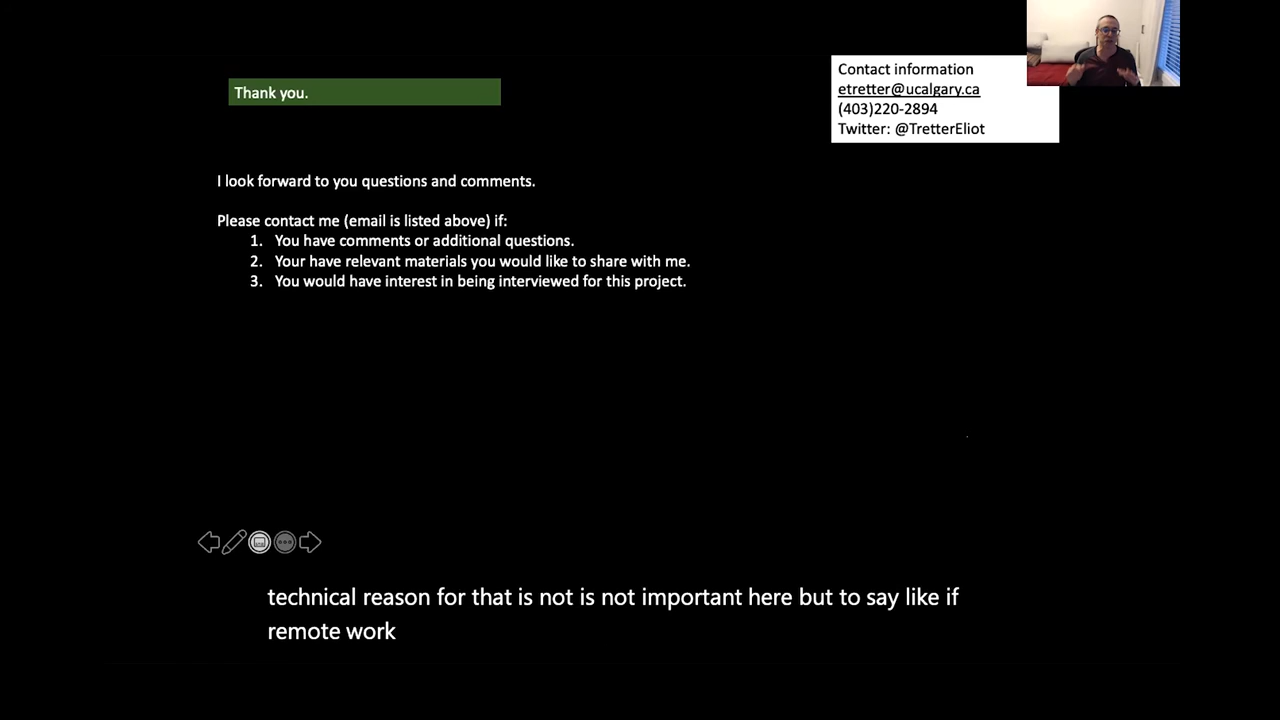 Thank you.
Contact information
etretter@ucalgary.ca
(403)220-2894
Twitter: @TretterEliot
I look forward to you questions and comments.
Please contact me (email is listed above) if:
1. You have comments or additional questions.
2. Your have relevant materials you would like to share with me.
3. You would have interest in being interviewed for this project.
technical reason for that is not is not important here but to say like if
remote work